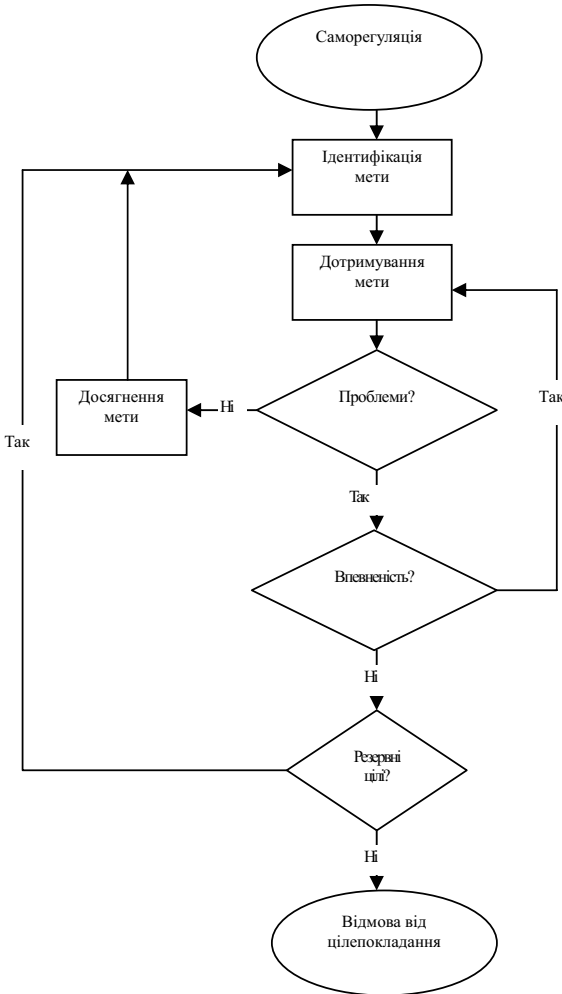 Саморегуляція
Ідентифікація
мети
Дотримування
мети
Проблеми?
Ні
Досягнення
мети
Так
Так
Так
Впевненість?
Ні
Резервні
цілі?
Ні
Відмова від
цілепокладання